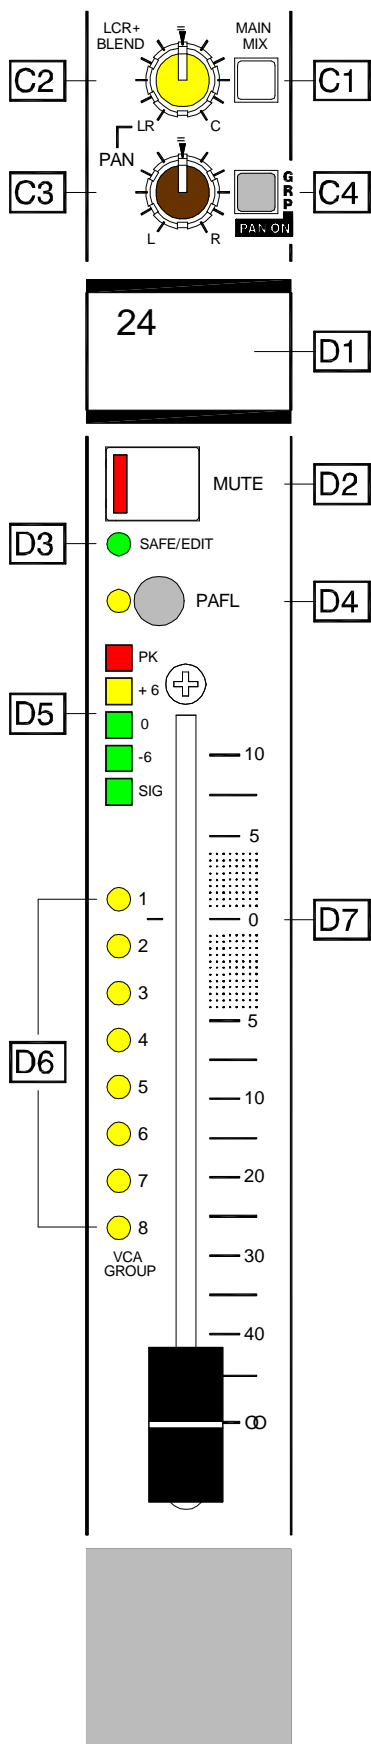 LCR+
BLEND
MAIN
MIX
C2
C1
LR
C
PAN
C3
C4
GRP
L
R
PAN ON
24
D1
MUTE
D2
D3
SAFE/EDIT
PAFL
D4
PK
+ 6
D5
0
-6
SIG
10
5
1
0
D7
2
3
5
4
D6
5
10
6
7
20
8
VCA
GROUP
30
40
∞